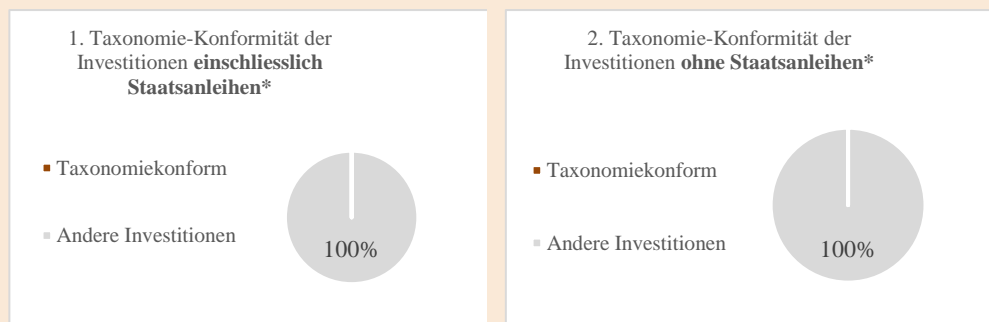 1. Taxonomie-Konformität der
Investitionen einschliesslich
Staatsanleihen*
Taxonomiekonform
Andere Investitionen
100%
2. Taxonomie-Konformität der
Investitionen ohne Staatsanleihen*
Taxonomiekonform
Andere Investitionen
100%